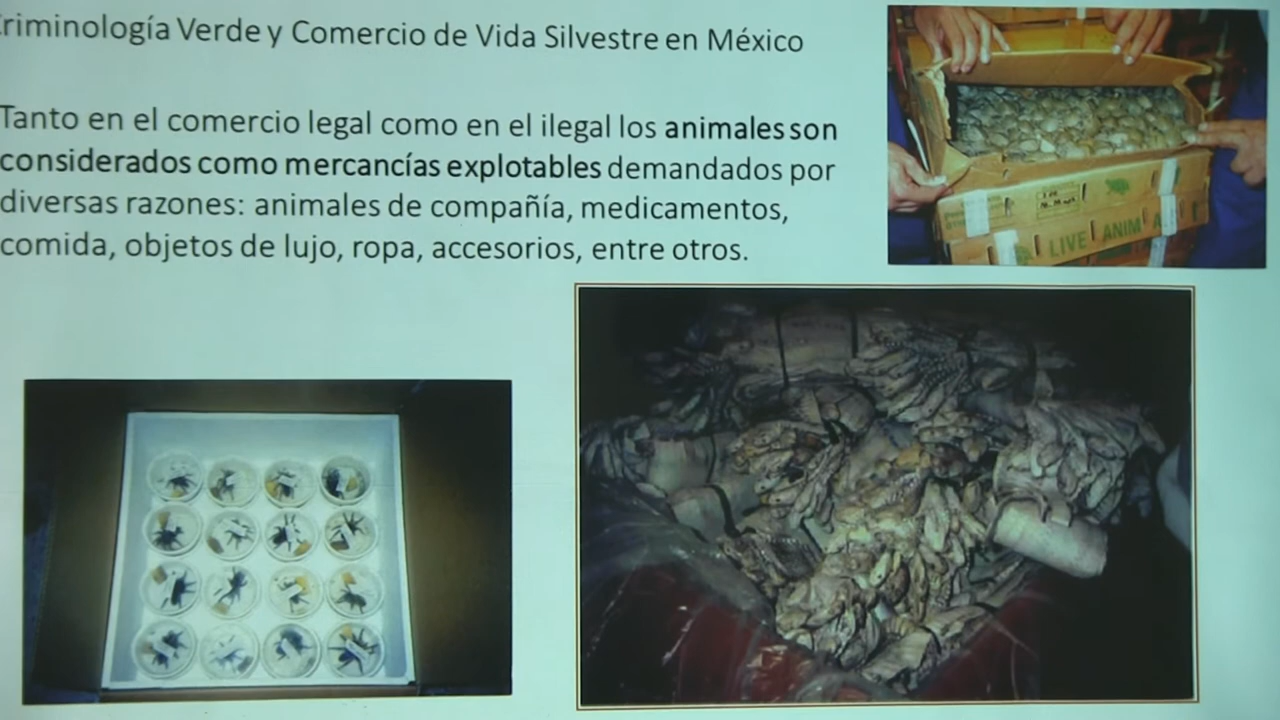 riminología Verde y Comercio de Vida Silvestre en México
Tanto en el comercio legal como en el ilegal los animales son
considerados como mercancías explotables demandados por
diversas razones: animales de compañía, medicamentos,
comida, objetos de lujo, ropa, accesorios, entre otros.
LIVE ANIM